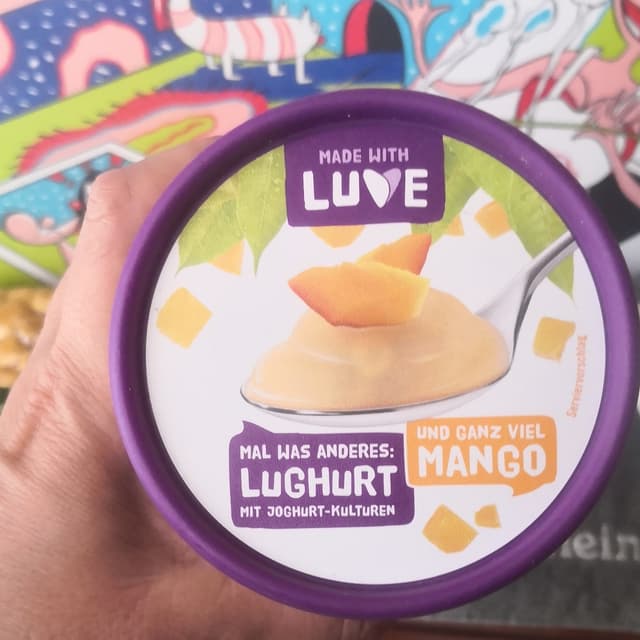 MADE WITH
LUVE
MAL WAS ANDERES:
LUGHURT
MIT JOGHURT-KULTUREN
UND GANZ VIEL
MANGO
Serviervorschlag